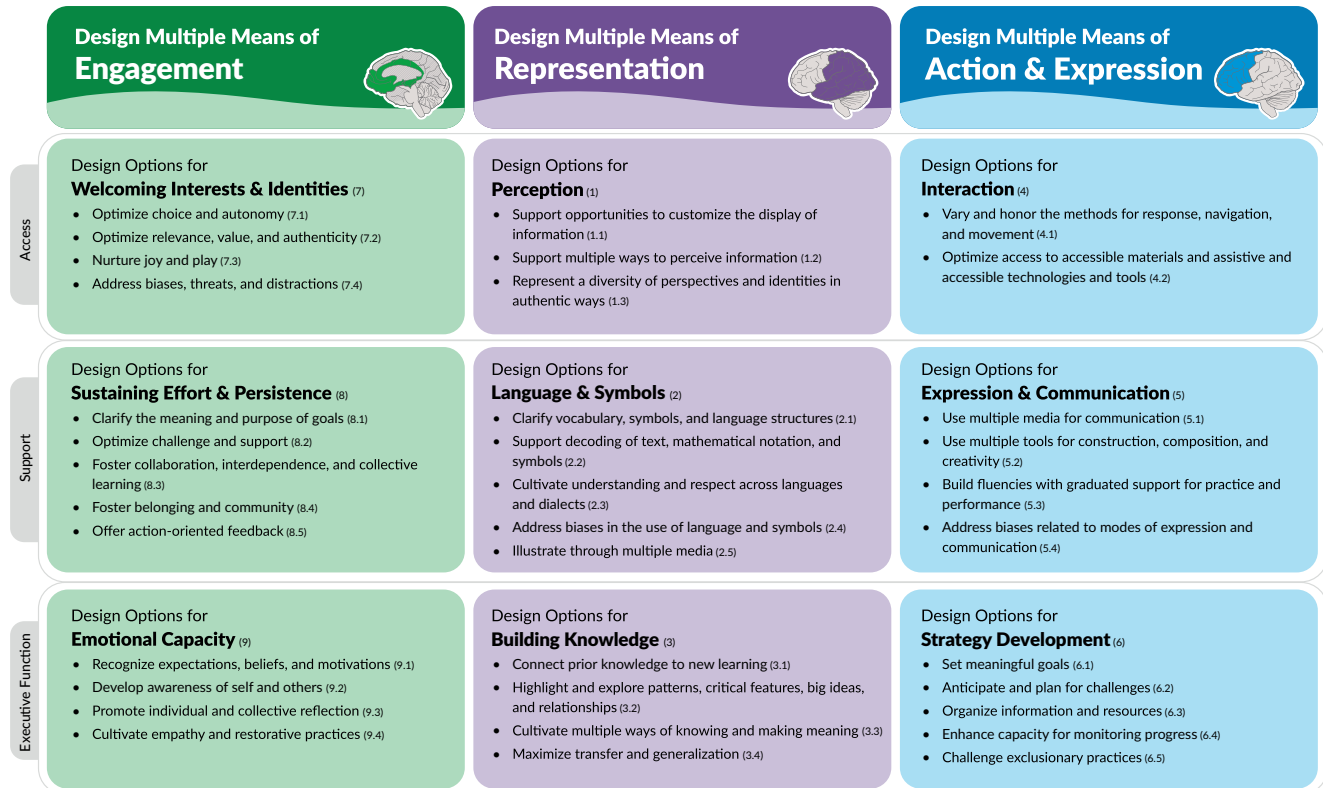 Design Multiple Means of
Engagement
Design Multiple Means of
Representation
Design Multiple Means of
Action & Expression
Access
Design Options for
Welcoming Interests & Identities (7)
• Optimize choice and autonomy (7.1)
• Optimize relevance, value, and authenticity (7.2)
• Nurture joy and play (7.3)
• Address biases, threats, and distractions (7.4)
Design Options for
Perception (1)
• Support opportunities to customize the display of
information (1.1)
• Support multiple ways to perceive information (1.2)
• Represent a diversity of perspectives and identities in
authentic ways (1.3)
Design Options for
Interaction (4)
• Vary and honor the methods for response, navigation,
and movement (4.1)
• Optimize access to accessible materials and assistive and
accessible technologies and tools (4.2)
Support
Design Options for
Sustaining Effort & Persistence (8)
• Clarify the meaning and purpose of goals (8.1)
• Optimize challenge and support (8.2)
• Foster collaboration, interdependence, and collective
learning (8.3)
• Foster belonging and community (8.4)
• Offer action-oriented feedback (8.5)
Design Options for
Language & Symbols (2)
• Clarify vocabulary, symbols, and language structures (2.1)
• Support decoding of text, mathematical notation, and
symbols (2.2)
• Cultivate understanding and respect across languages
and dialects (2.3)
• Address biases in the use of language and symbols (2.4)
• Illustrate through multiple media (2.5)
Design Options for
Expression & Communication (5)
• Use multiple media for communication (5.1)
• Use multiple tools for construction, composition, and
creativity (5.2)
• Build fluencies with graduated support for practice and
performance (5.3)
• Address biases related to modes of expression and
communication (5.4)
Executive Function
Design Options for
Emotional Capacity (9)
• Recognize expectations, beliefs, and motivations (9.1)
• Develop awareness of self and others (9.2)
• Promote individual and collective reflection (9.3)
• Cultivate empathy and restorative practices (9.4)
Design Options for
Building Knowledge (3)
• Connect prior knowledge to new learning (3.1)
• Highlight and explore patterns, critical features, big ideas,
and relationships (3.2)
• Cultivate multiple ways of knowing and making meaning (3.3)
• Maximize transfer and generalization (3.4)
Design Options for
Strategy Development (6)
• Set meaningful goals (6.1)
• Anticipate and plan for challenges (6.2)
• Organize information and resources (6.3)
• Enhance capacity for monitoring progress (6.4)
• Challenge exclusionary practices (6.5)